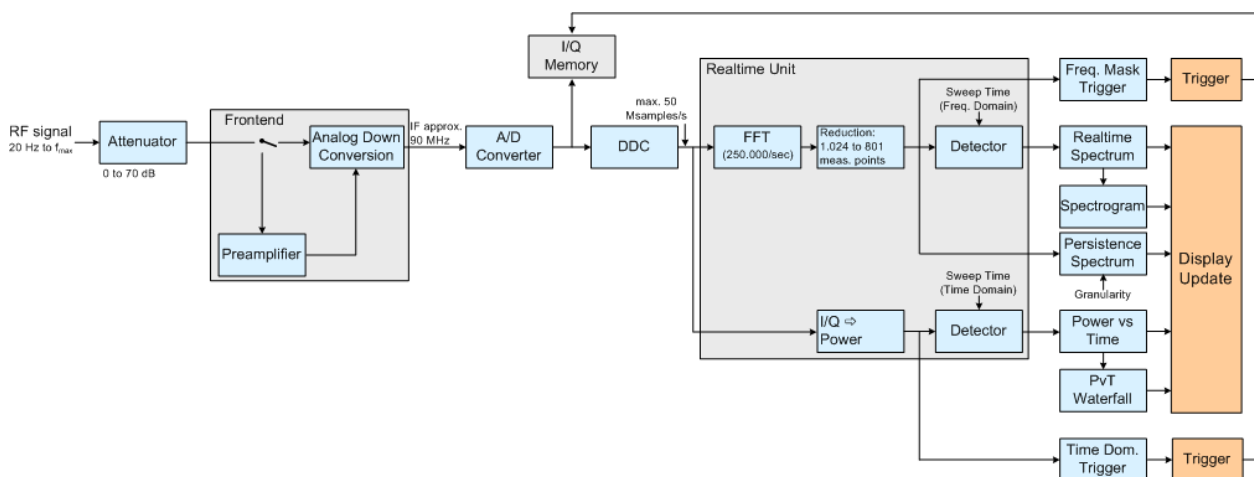 I/Q
Memory
Realtime Unit
Freq. Mask
Trigger
Trigger
RF signal
20 Hz to fmax
Attenuator
0 to 70 dB
Frontend
Analog Down
Conversion
Preamplifier
IF approx.
90 MHz
A/D
Converter
DDC
max. 50
Msamples/s
FFT
(250.000/sec)
Reduction:
1.024 to 801
meas. points
Sweep Time
(Freq. Domain)
Detector
Realtime
Spectrum
Spectrogram
Persistence
Spectrum
Granularity
Display
Update
I/Q ⇨
Power
Sweep Time
(Time Domain)
Detector
Power vs
Time
PvT
Waterfall
Time Dom.
Trigger
Trigger